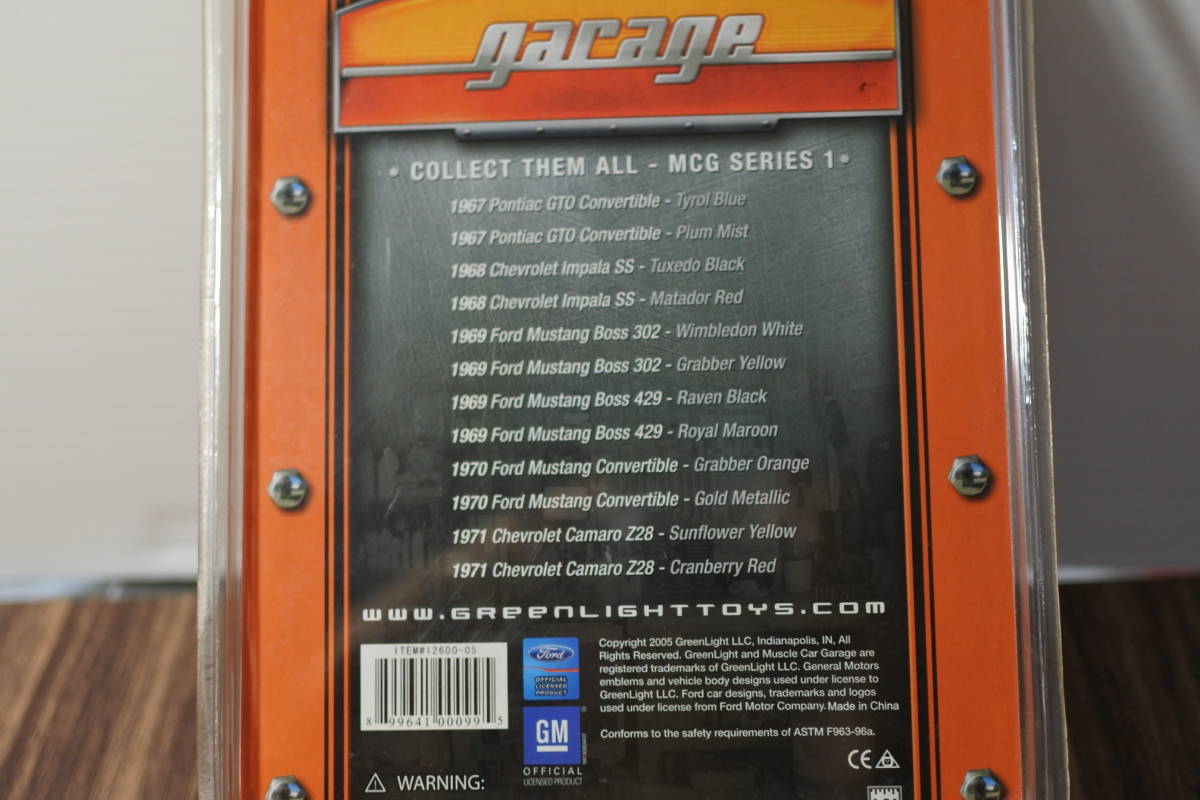 garage
• COLLECT THEM ALL - MCG SERIES 1 •
1967 Pontiac GTO Convertible - Tyrol Blue
1967 Pontiac GTO Convertible - Plum Mist
1968 Chevrolet Impala SS - Tuxedo Black
1968 Chevrolet Impala SS - Matador Red
1969 Ford Mustang Boss 302 - Wimbledon White
1969 Ford Mustang Boss 302 - Grabber Yellow
1969 Ford Mustang Boss 429 - Raven Black
1969 Ford Mustang Boss 429 - Royal Maroon
1970 Ford Mustang Convertible - Grabber Orange
1970 Ford Mustang Convertible - Gold Metallic
1971 Chevrolet Camaro Z28 - Sunflower Yellow
1971 Chevrolet Camaro Z28 - Cranberry Red
www.GREENLIGHTTOYS.com
ITEM#12600-05
8 99641 00099 5
Ford
OFFICIAL
LICENSED
PRODUCT
GM
OFFICIAL
LICENSED PRODUCT
Copyright 2005 GreenLight LLC, Indianapolis, IN, All
Rights Reserved. GreenLight and Muscle Car Garage are
registered trademarks of GreenLight LLC. General Motors
emblems and vehicle body designs used under license to
GreenLight LLC. Ford car designs, trademarks and logos
used under license from Ford Motor Company. Made in China
Conforms to the safety requirements of ASTM F963-96a.
CE
WARNING: